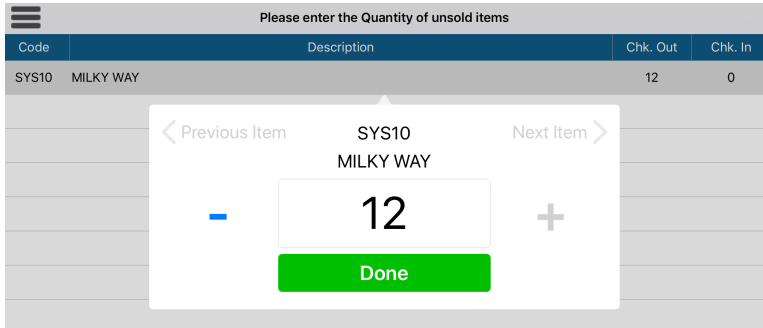 Please enter the Quantity of unsold items
Code Description Chk. Out Chk. In
SYS10 MILKY WAY 12 0
Previous Item SYS10 Next Item
MILKY WAY
- 12 +
Done